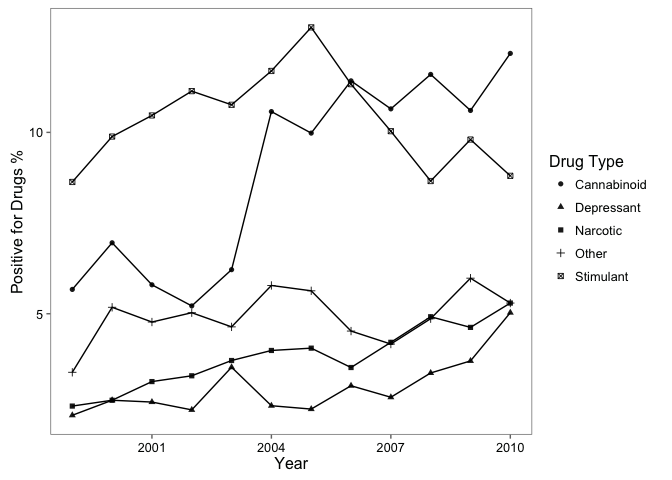 Positive for Drugs %
10
5
2001 2004 2007 2010
Year
Drug Type
Cannabinoid
Depressant
Narcotic
Other
Stimulant